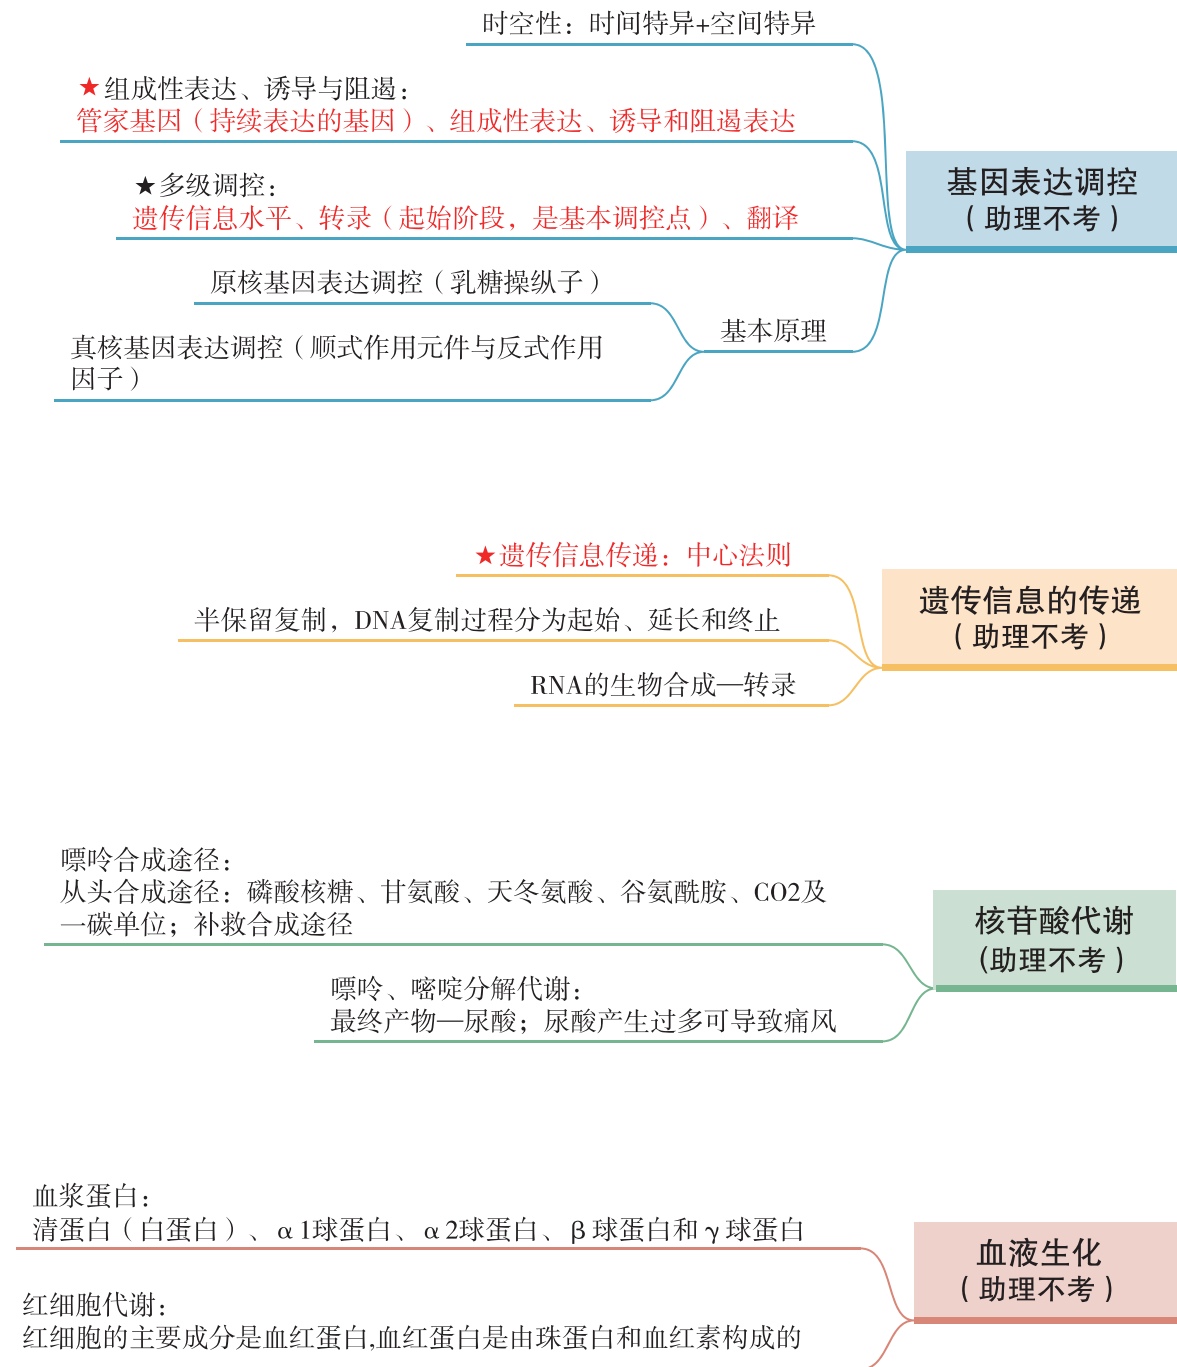 时空性：时间特异+空间特异
★组成性表达、诱导与阻遏：
管家基因（持续表达的基因）、组成性表达、诱导和阻遏表达
★多级调控：
遗传信息水平、转录（起始阶段，是基本调控点）、翻译
原核基因表达调控（乳糖操纵子）
真核基因表达调控（顺式作用元件与反式作用
因子）
基本原理
基因表达调控
（助理不考）
★遗传信息传递：中心法则
半保留复制，DNA复制过程分为起始、延长和终止
RNA的生物合成—转录
遗传信息的传递
（助理不考）
嘌呤合成途径：
从头合成途径：磷酸核糖、甘氨酸、天冬氨酸、谷氨酰胺、CO2及
一碳单位；补救合成途径
嘌呤、嘧啶分解代谢：
最终产物—尿酸；尿酸产生过多可导致痛风
核苷酸代谢
(助理不考）
血浆蛋白：
清蛋白（白蛋白）、α1球蛋白、α2球蛋白、β球蛋白和γ球蛋白
红细胞代谢：
红细胞的主要成分是血红蛋白,血红蛋白是由珠蛋白和血红素构成的
血液生化
（助理不考）